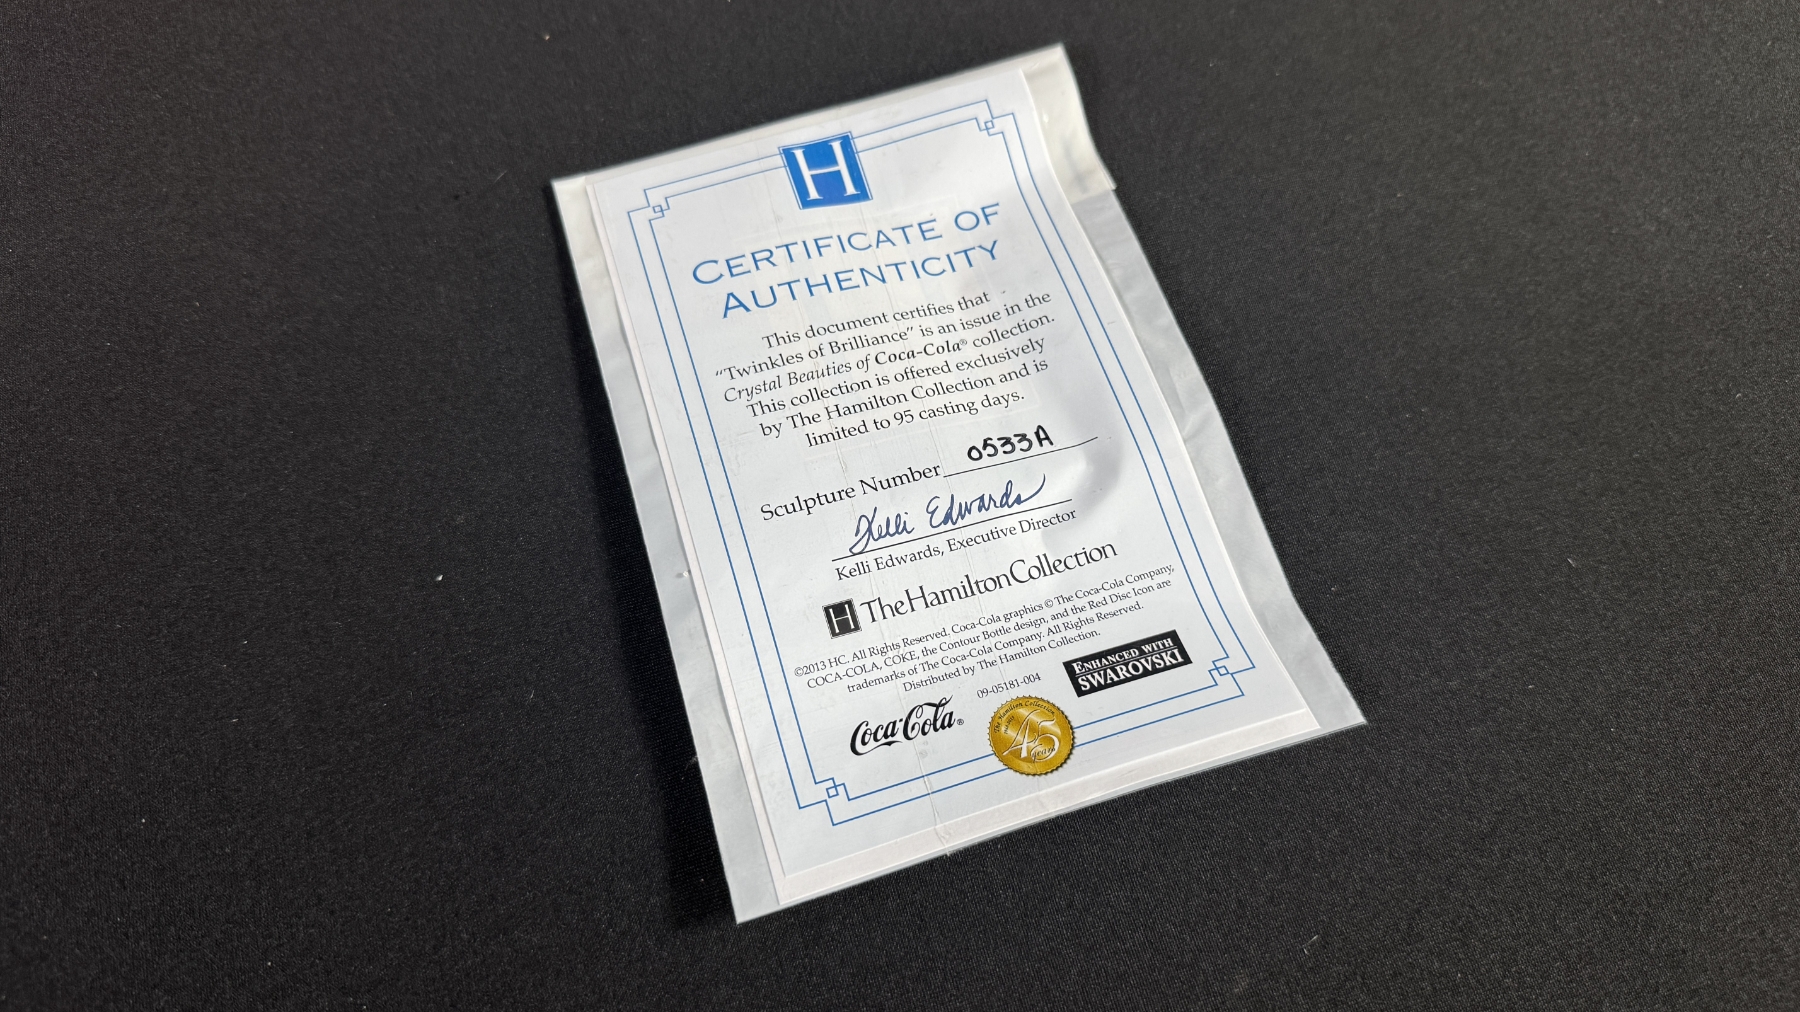 H
CERTIFICATE OF
AUTHENTICITY
This document certifies that
“Twinkles of Brilliance” is an issue in the
Crystal Beauties of Coca-Cola® collection.
This collection is offered exclusively
by The Hamilton Collection and is
limited to 95 casting days.
Sculpture Number 0533A
Kelli Edwards
Kelli Edwards, Executive Director
H The Hamilton Collection
©2013 HC. All Rights Reserved. Coca-Cola graphics © The Coca-Cola Company,
COCA-COLA, COKE, the Contour Bottle design, and the Red Disc Icon are
trademarks of The Coca-Cola Company. All Rights Reserved.
Distributed by The Hamilton Collection.
09-05181-004
ENHANCED WITH
SWAROVSKI
Coca-Cola®
The Hamilton Collection
45
years